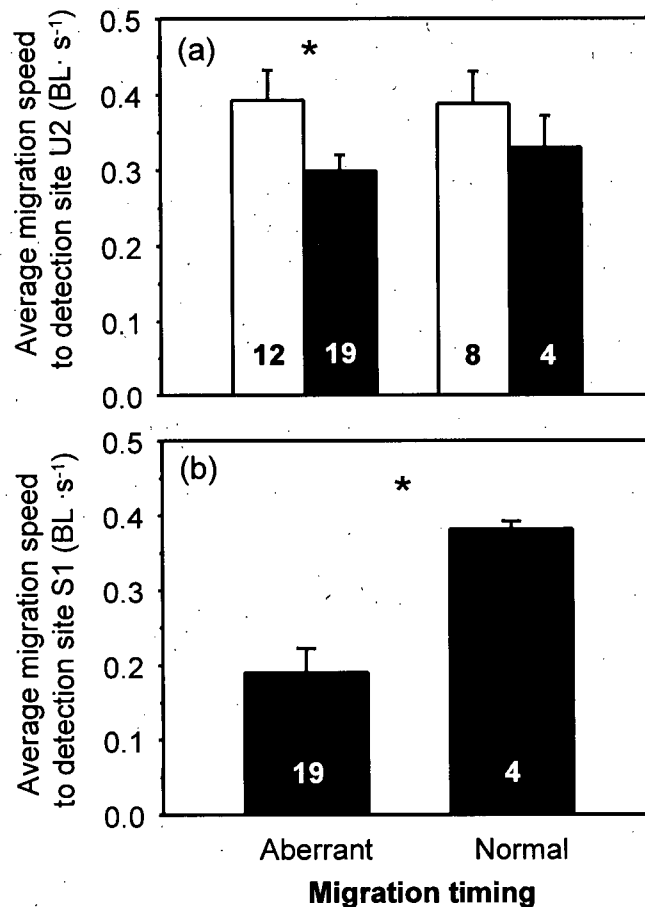 Average migration speed
to detection site U2 (BL· s⁻¹)
0.5
0.4
0.3
0.2
0.1
0.0
(a)
*
12
19
8
4
Average migration speed
to detection site S1 (BL ·s⁻¹)
0.5
0.4
0.3
0.2
0.1
0.0
(b)
*
19
4
Aberrant
Normal
Migration timing